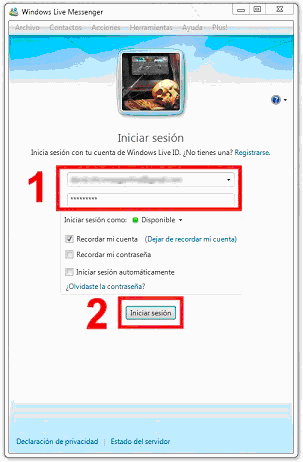 Windows Live Messenger
Archivo Contactos Acciones Herramientas Ayuda Plus!
Iniciar sesión
Inicia sesión con tu cuenta de Windows Live ID. ¿No tienes una? Registrarse.
1
*********
Iniciar sesión como: Disponible
Recordar mi cuenta (Dejar de recordar mi cuenta)
Recordar mi contraseña
Iniciar sesión automáticamente
¿Olvidaste la contraseña?
2 Iniciar sesión
Declaración de privacidad | Estado del servidor